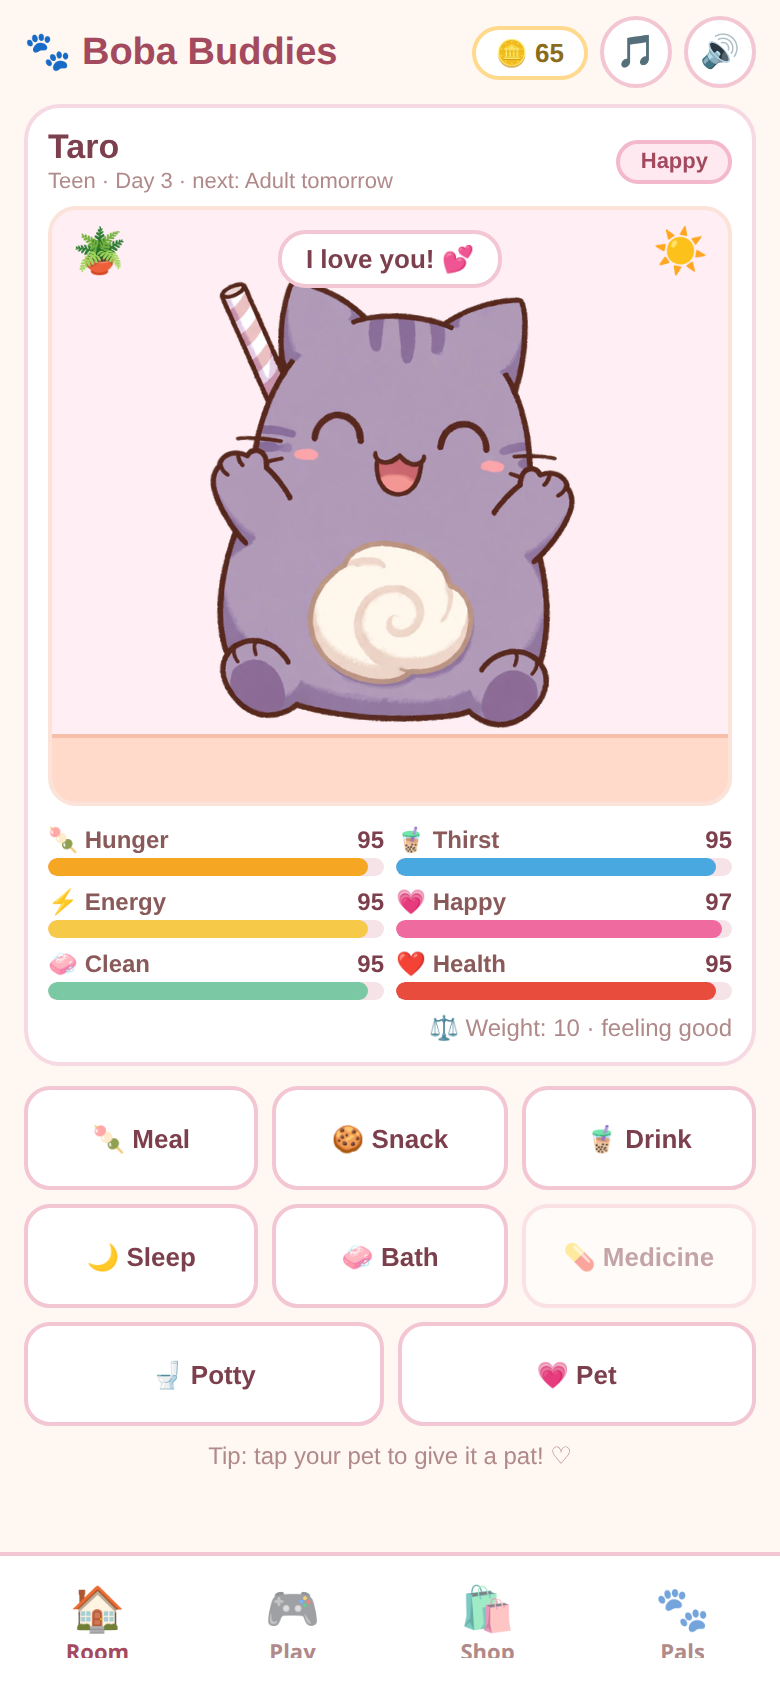 🐾 Boba Buddies
🪙 65 🎵 🔊
Taro
Teen · Day 3 · next: Adult tomorrow
Happy
I love you! 💕
🍡 Hunger 95
🧋 Thirst 95
⚡ Energy 95
💗 Happy 97
🧼 Clean 95
❤️ Health 95
⚖️ Weight: 10 · feeling good
🍡 Meal
🍪 Snack
🧋 Drink
🌙 Sleep
🧼 Bath
💊 Medicine
🚽 Potty
💗 Pet
Tip: tap your pet to give it a pat! ♡
Room
Play
Shop
Pals